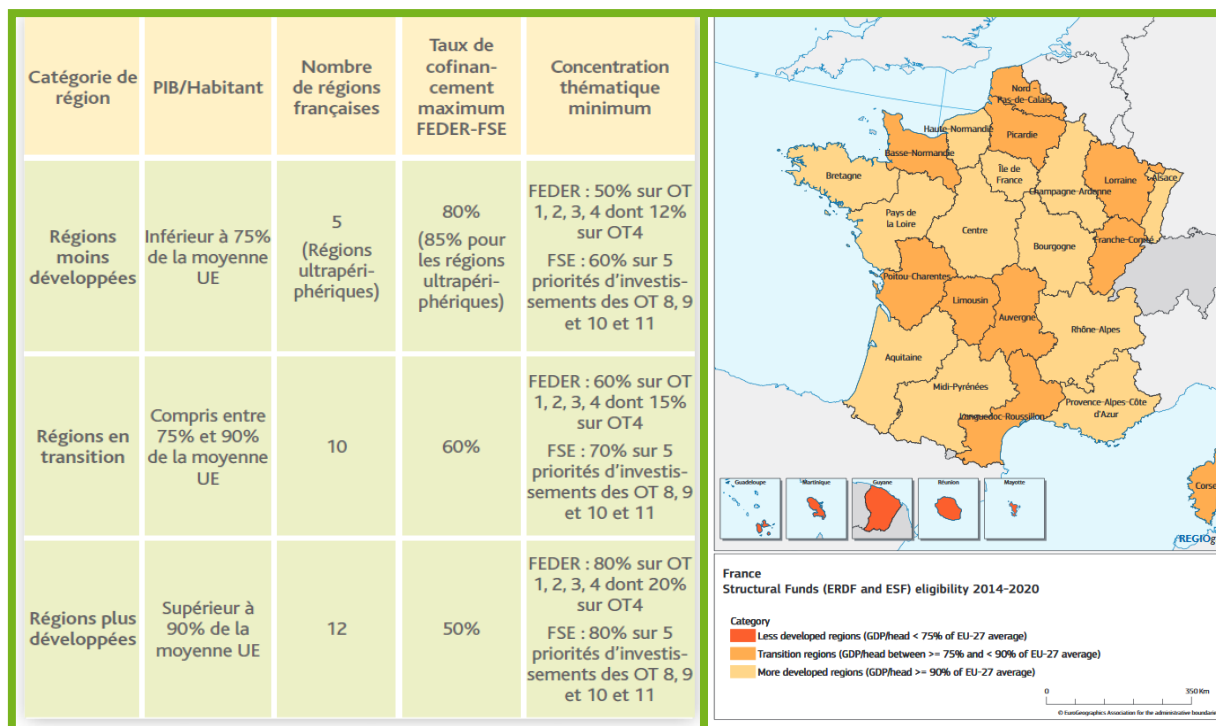 Catégorie de
région
PIB/Habitant
Nombre
de régions
françaises
Taux de
cofinan-
cement
maximum
FEDER-FSE
Concentration
thématique
minimum
Régions
moins
développées
Inférieur à 75%
de la moyenne
UE
5
(Régions
ultrapéri-
phériques)
80%
(85% pour
les régions
ultrapéri-
phériques)
FEDER : 50% sur OT
1, 2, 3, 4 dont 12%
sur OT4
FSE : 60% sur 5
priorités d’investis-
sements des OT 8, 9
et 10 et 11
Régions en
transition
Compris entre
75% et 90%
de la moyenne
UE
10
60%
FEDER : 60% sur OT
1, 2, 3, 4 dont 15%
sur OT4
FSE : 70% sur 5
priorités d’investis-
sements des OT 8, 9
et 10 et 11
Régions plus
développées
Supérieur à
90% de la
moyenne UE
12
50%
FEDER : 80% sur OT
1, 2, 3, 4 dont 20%
sur OT4
FSE : 80% sur 5
priorités d’investis-
sements des OT 8, 9
et 10 et 11
Nord -
Pas-de-Calais
Haute-Normandie
Picardie
Basse-Normandie
Île de
France
Lorraine
Alsace
Bretagne
Champagne-Ardenne
Pays de
la Loire
Centre
Bourgogne
Franche-Comté
Poitou-Charentes
Limousin
Auvergne
Rhône-Alpes
Aquitaine
Midi-Pyrénées
Languedoc-Roussillon
Provence-Alpes-Côte
d'Azur
Guadeloupe
Martinique
Guyane
Réunion
Mayotte
Corse
REGIOg
France
Structural Funds (ERDF and ESF) eligibility 2014-2020
Category
Less developed regions (GDP/head < 75% of EU-27 average)
Transition regions (GDP/head between >= 75% and < 90% of EU-27 average)
More developed regions (GDP/head >= 90% of EU-27 average)
0 350 Km
© EuroGeographics Association for the administrative boundarie